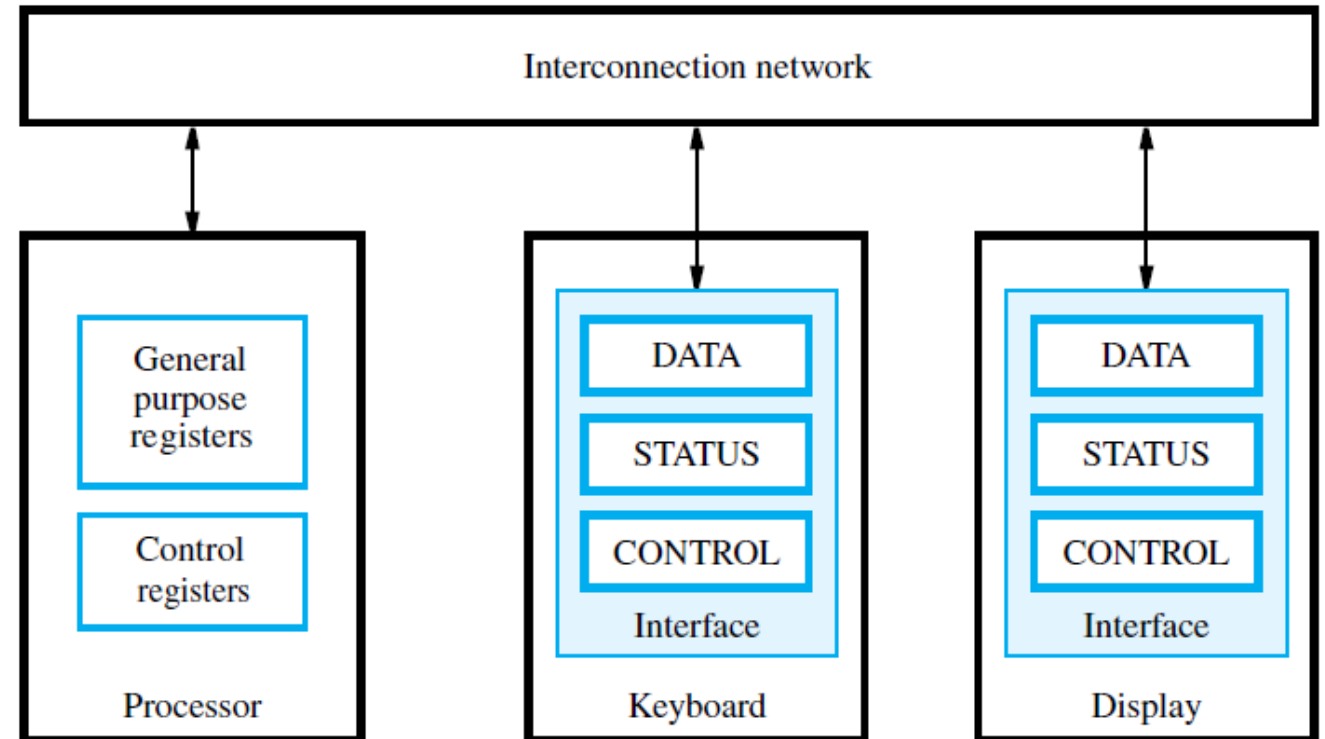 Interconnection network
General
purpose
registers
Control
registers
Processor
DATA
STATUS
CONTROL
Interface
Keyboard
DATA
STATUS
CONTROL
Interface
Display